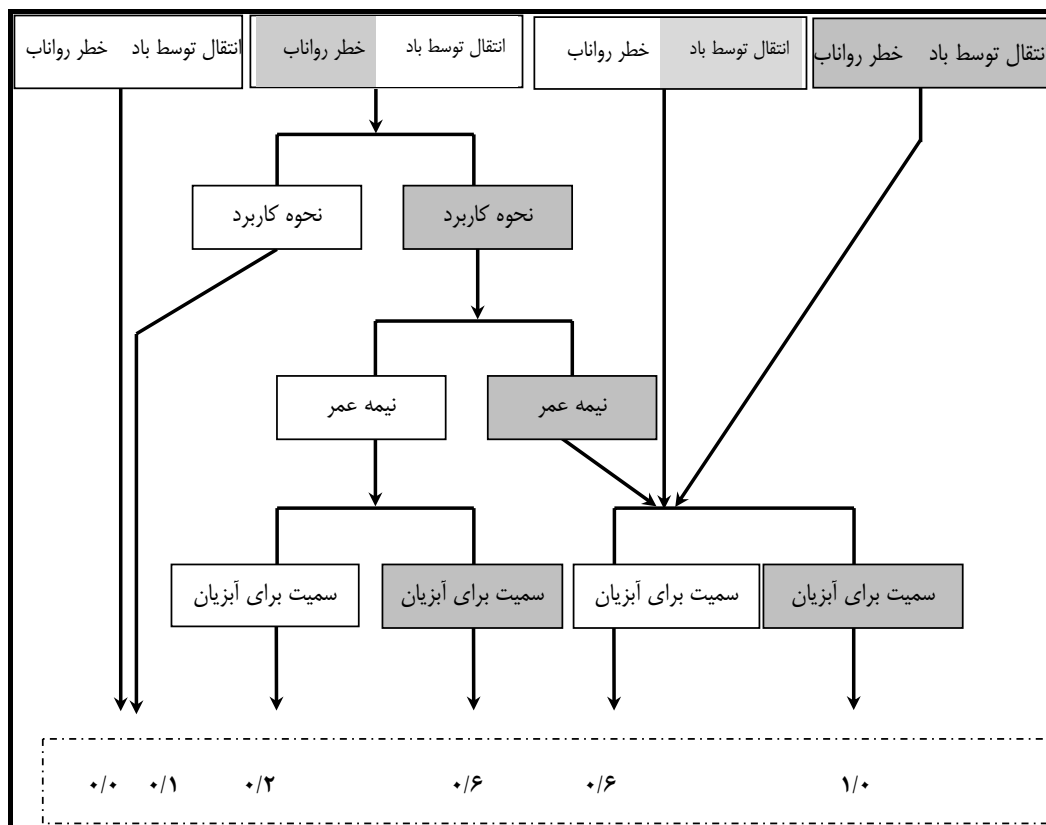 نتقال توسط باد خطر رواناب
انتقال توسط باد خطر رواناب
انتقال توسط باد خطر رواناب
انتقال توسط باد خطر رواناب
نحوه کاربرد
نحوه کاربرد
نیمه عمر
نیمه عمر
سمیت برای آبزیان
سمیت برای آبزیان
سمیت برای آبزیان
سمیت برای آبزیان
۱/۰ ۰/۶ ۰/۶ ۰/۲ ۰/۱ ۰/۰